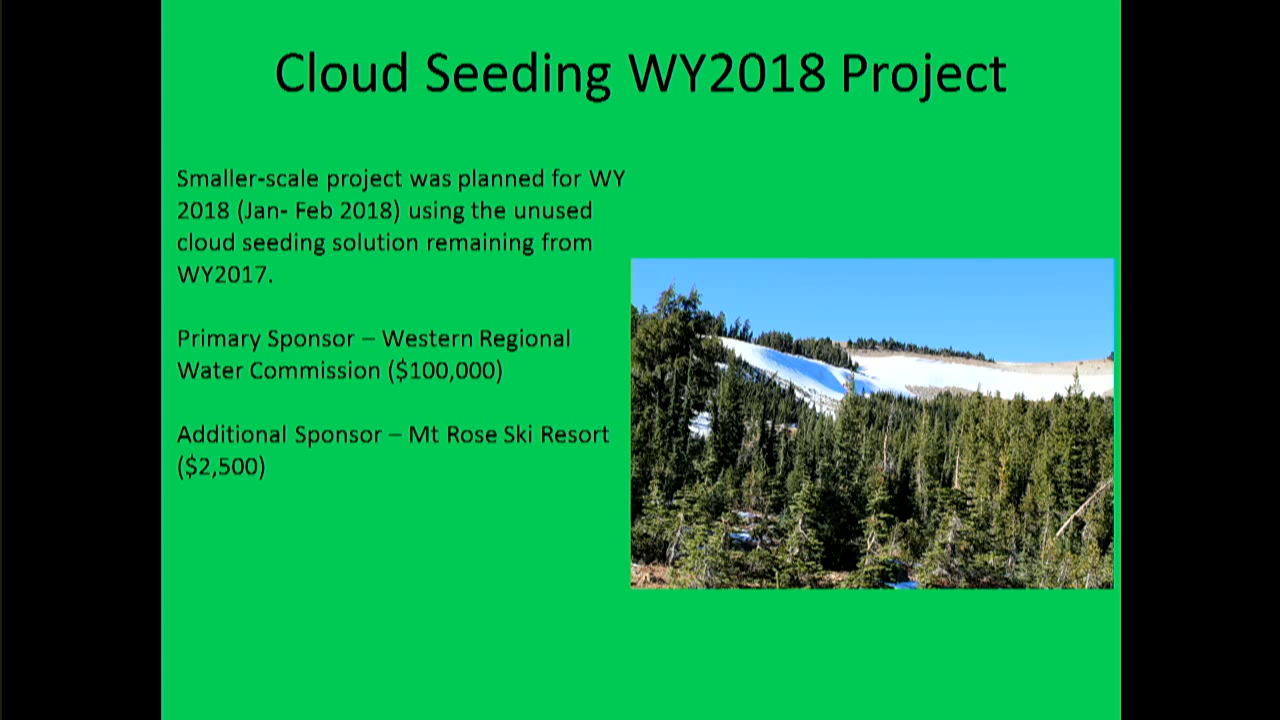 Cloud Seeding WY2018 Project
Smaller-scale project was planned for WY
2018 (Jan- Feb 2018) using the unused
cloud seeding solution remaining from
WY2017.
Primary Sponsor – Western Regional
Water Commission ($100,000)
Additional Sponsor – Mt Rose Ski Resort
($2,500)